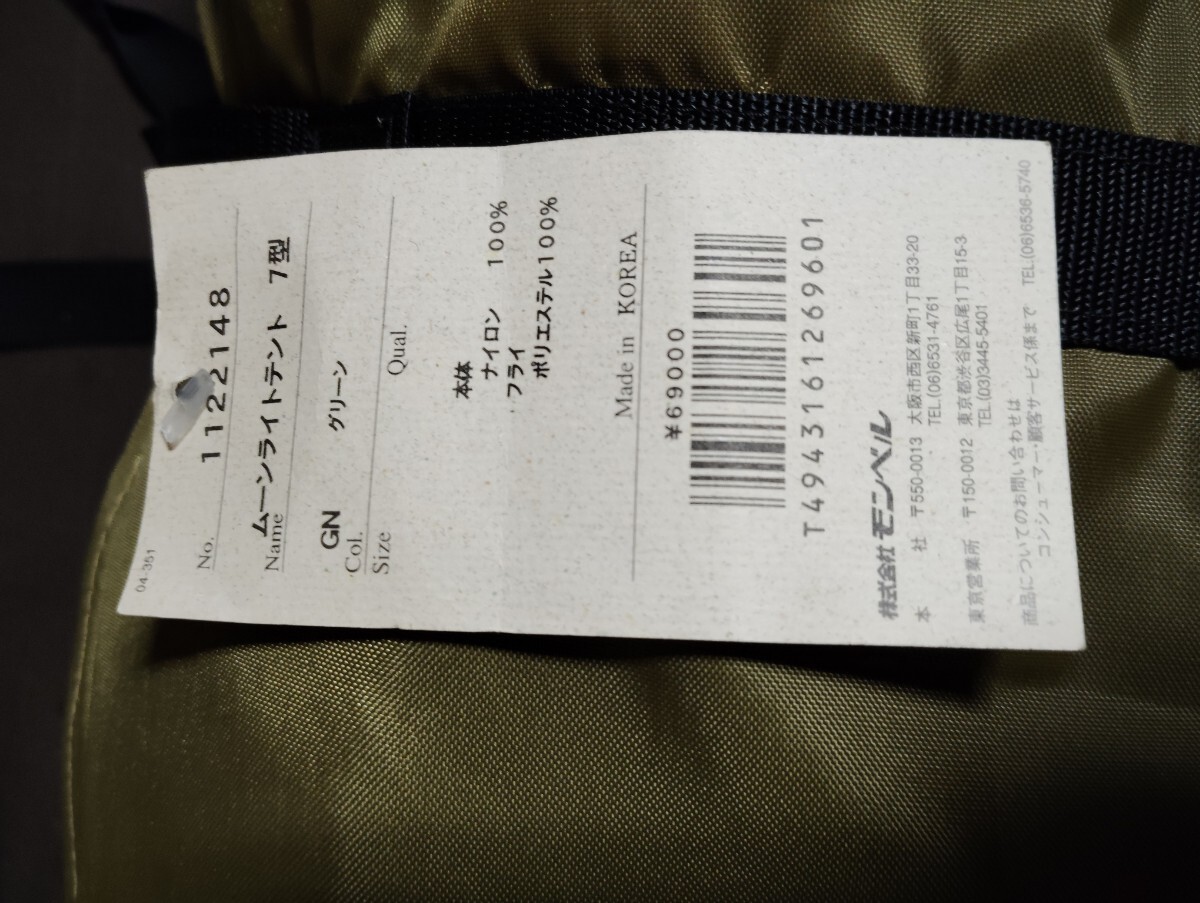 04-351
No. 1122148
ムーンライトテント 7型
Name
GN グリーン
Col.
Size Qual.
本体
ナイロン 100%
フライ
ポリエステル100%
Made in KOREA
¥69000
T4943161269601
株式会社 モンベル
本 社 〒550-0013 大阪市西区新町1丁目33-20
TEL.(06)6531-4761
東京営業所 〒150-0012 東京都渋谷区広尾1丁目15-3
TEL.(03)3445-5401
商品についてのお問い合わせは
コンシューマー・顧客サービス係まで TEL.(06)6536-5740